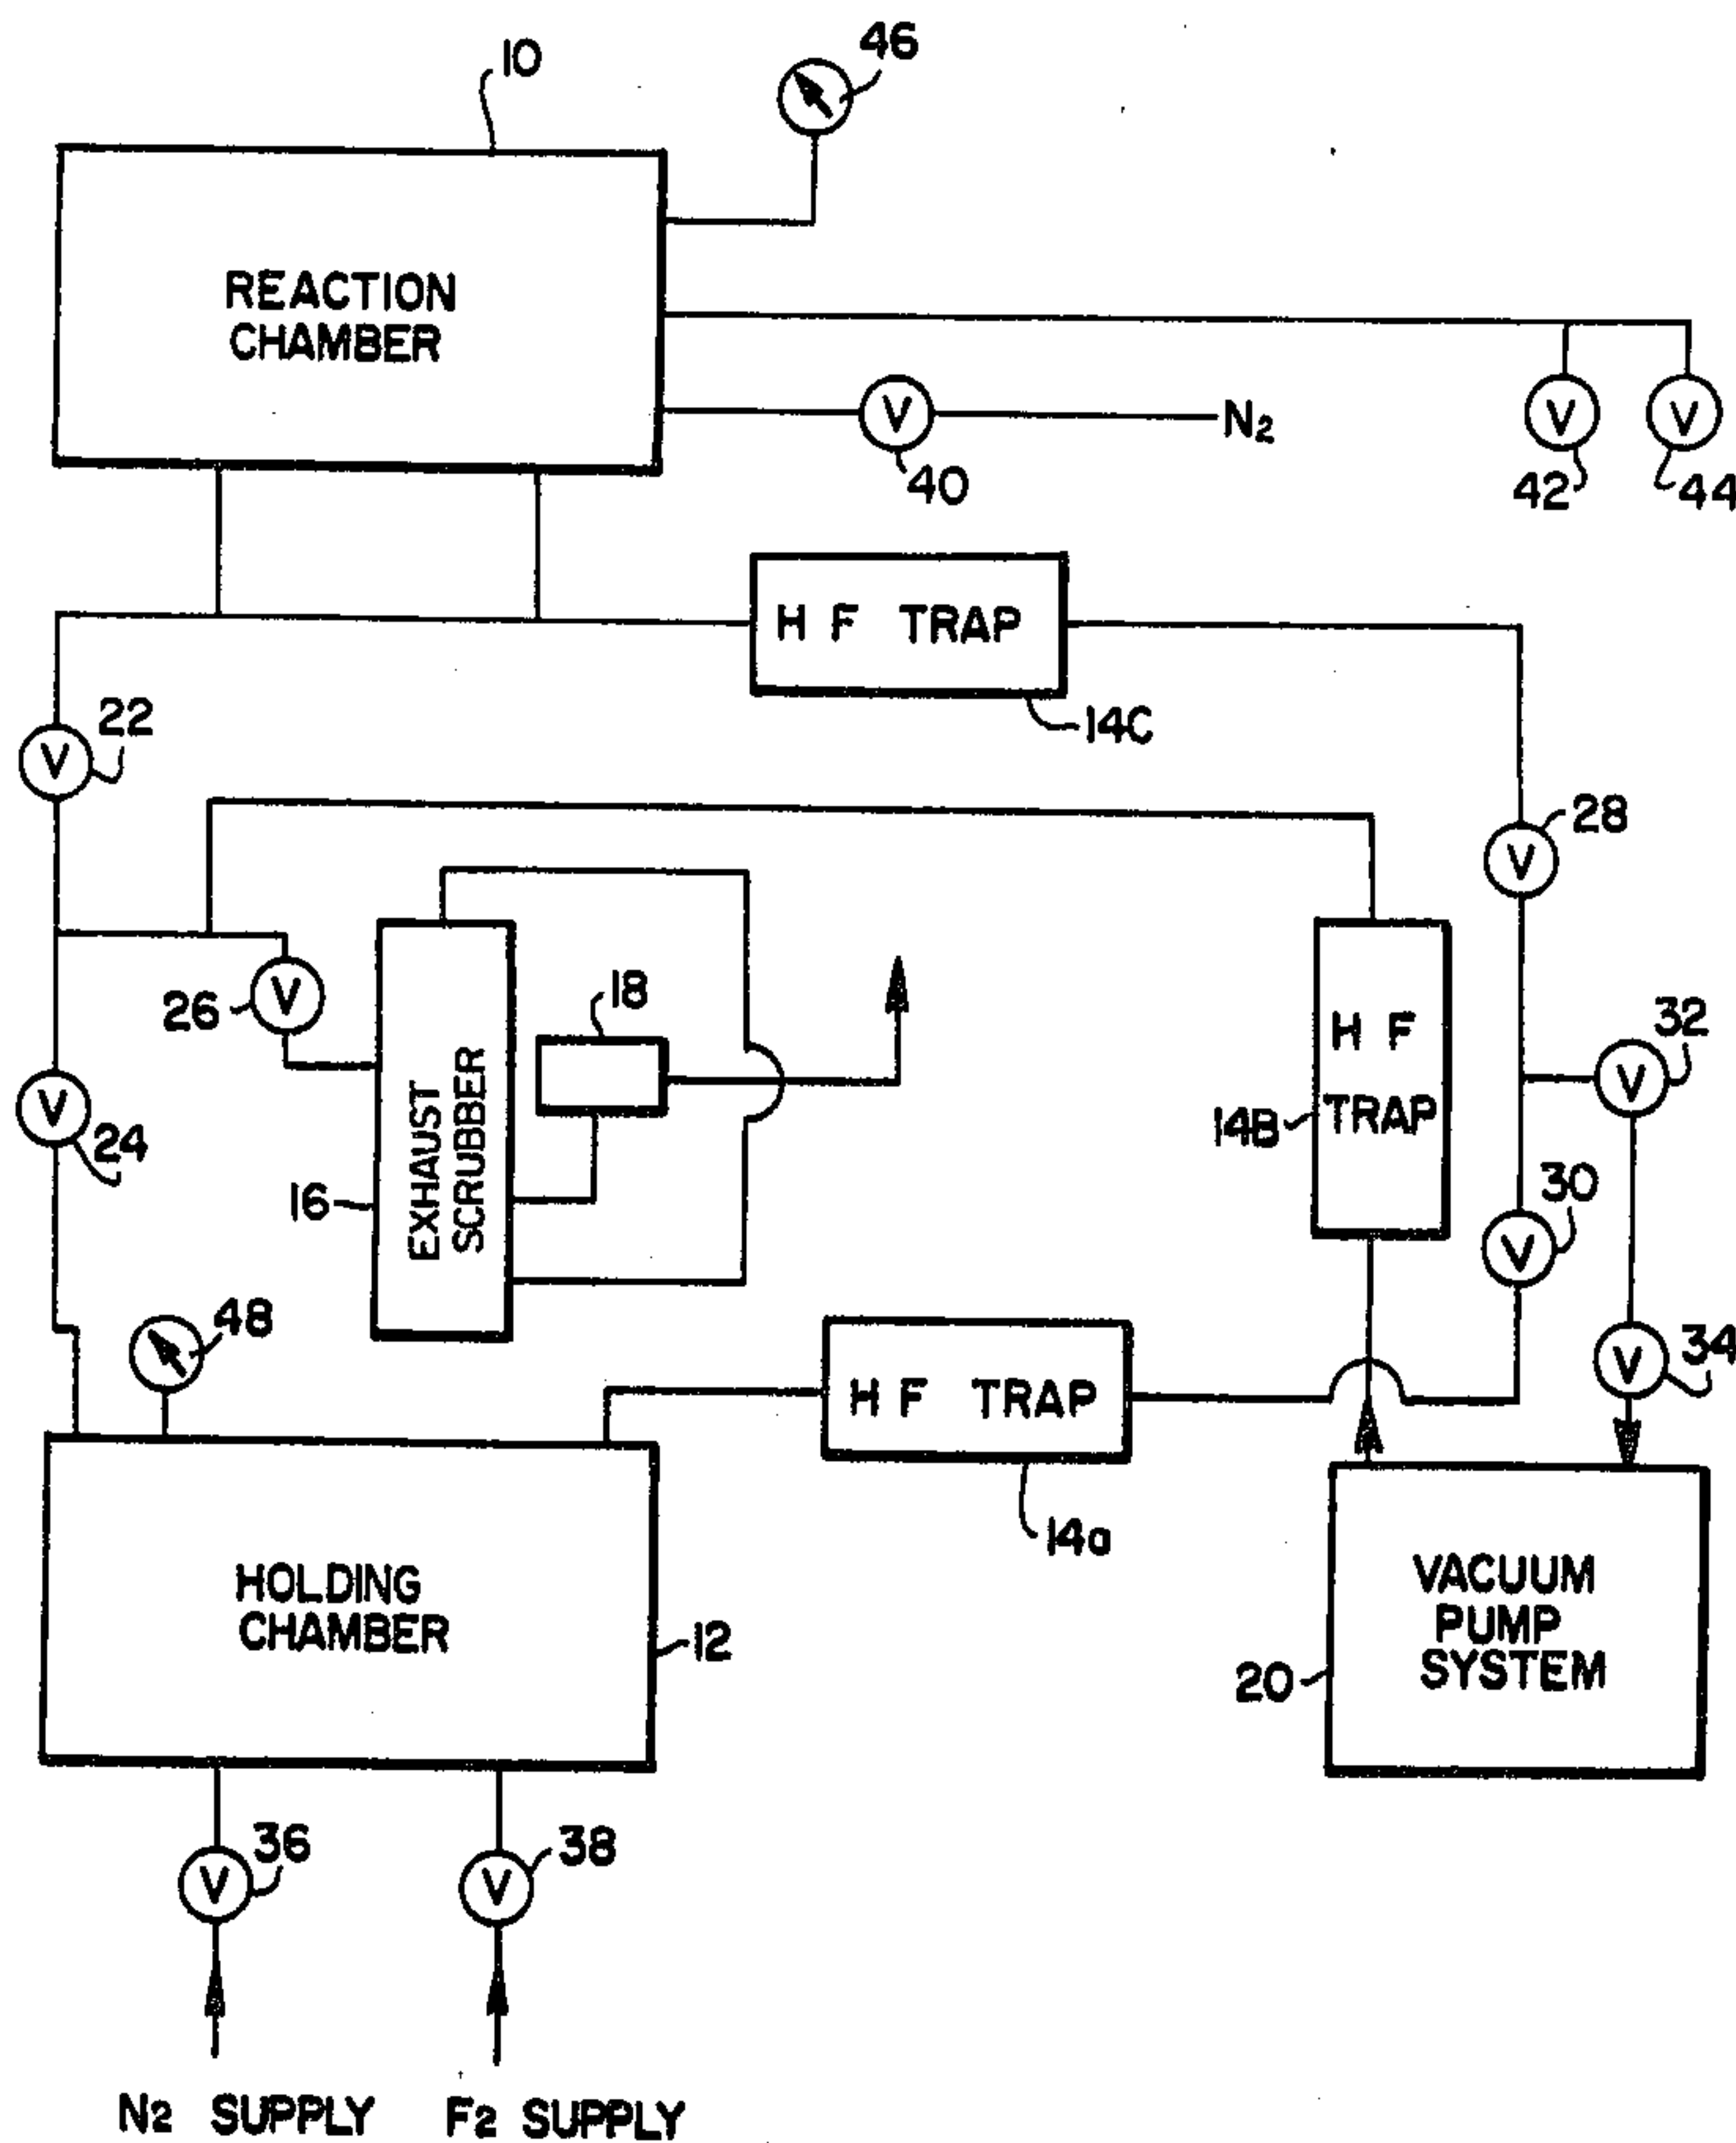 10
46
REACTION
CHAMBER
V
N2
40
V
42
V
44
H F TRAP
14C
V
22
V
28
V
26
EXHAUST
SCRUBBER
16
18
H F
TRAP
14B
V
32
V
24
V
30
48
H F TRAP
14a
V
34
HOLDING
CHAMBER
12
VACUUM
PUMP
SYSTEM
20
V
36
V
38
N2 SUPPLY
F2 SUPPLY